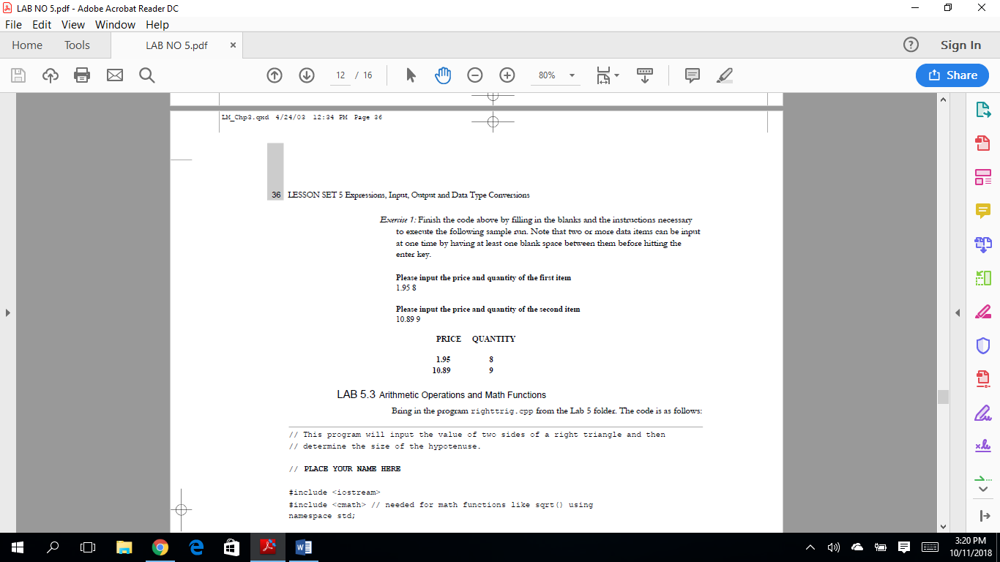 LAB NO 5.pdf - Adobe Acrobat Reader DC
File Edit View Window Help
Home Tools LAB NO 5.pdf × Sign In
12 / 16 80% Share
LM_Chp3.qxd 4/24/03 12:34 PM Page 36
36 LESSON SET 5 Expressions, Input, Output and Data Type Conversions
Exercise 1: Finish the code above by filling in the blanks and the instructions necessary
to execute the following sample run. Note that two or more data items can be input
at one time by having at least one blank space between them before hitting the
enter key.
Please input the price and quantity of the first item
1.95 8
Please input the price and quantity of the second item
10.89 9
PRICE QUANTITY
1.95 8
10.89 9
LAB 5.3 Arithmetic Operations and Math Functions
Bring in the program righttrig.cpp from the Lab 5 folder. The code is as follows:
// This program will input the value of two sides of a right triangle and then
// determine the size of the hypotenuse.
// PLACE YOUR NAME HERE
#include <iostream>
#include <cmath> // needed for math functions like sqrt() using
namespace std;
3:20 PM
10/11/2018